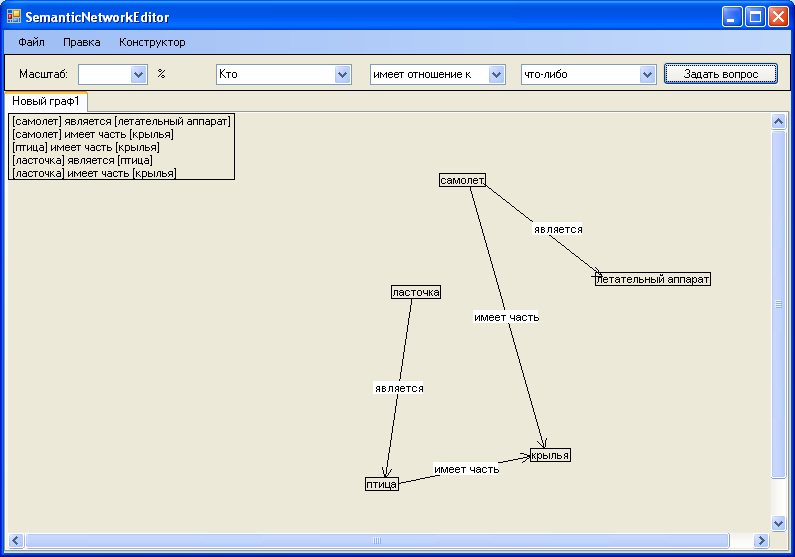 SemanticNetworkEditor
Файл Правка Конструктор
Масштаб: % Кто имеет отношение к что-либо Задать вопрос
Новый граф1
[самолет] является [летательный аппарат]
[самолет] имеет часть [крылья]
[птица] имеет часть [крылья]
[ласточка] является [птица]
[ласточка] имеет часть [крылья]
самолет
является
летательный аппарат
ласточка
имеет часть
является
крылья
имеет часть
птица